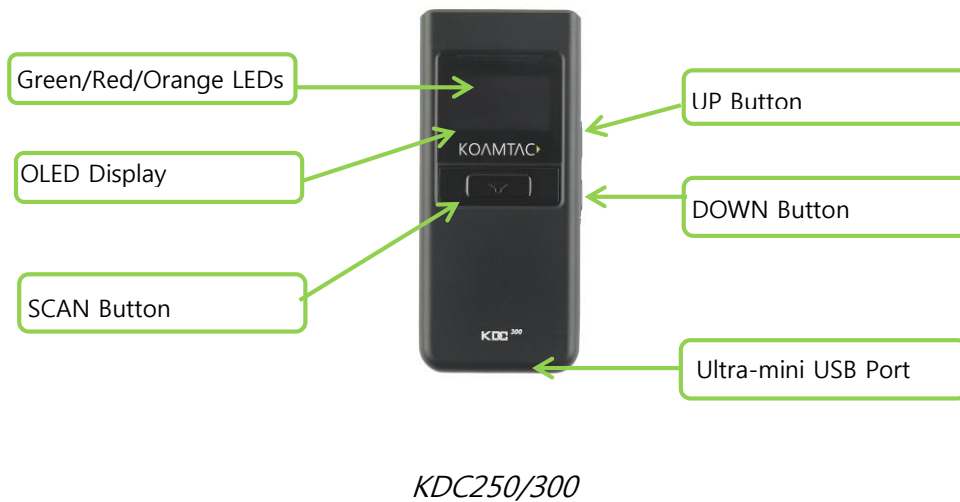 Green/Red/Orange LEDs
UP Button
KOΛMTΛC
OLED Display
DOWN Button
SCAN Button
KDC 300
Ultra-mini USB Port
KDC250/300